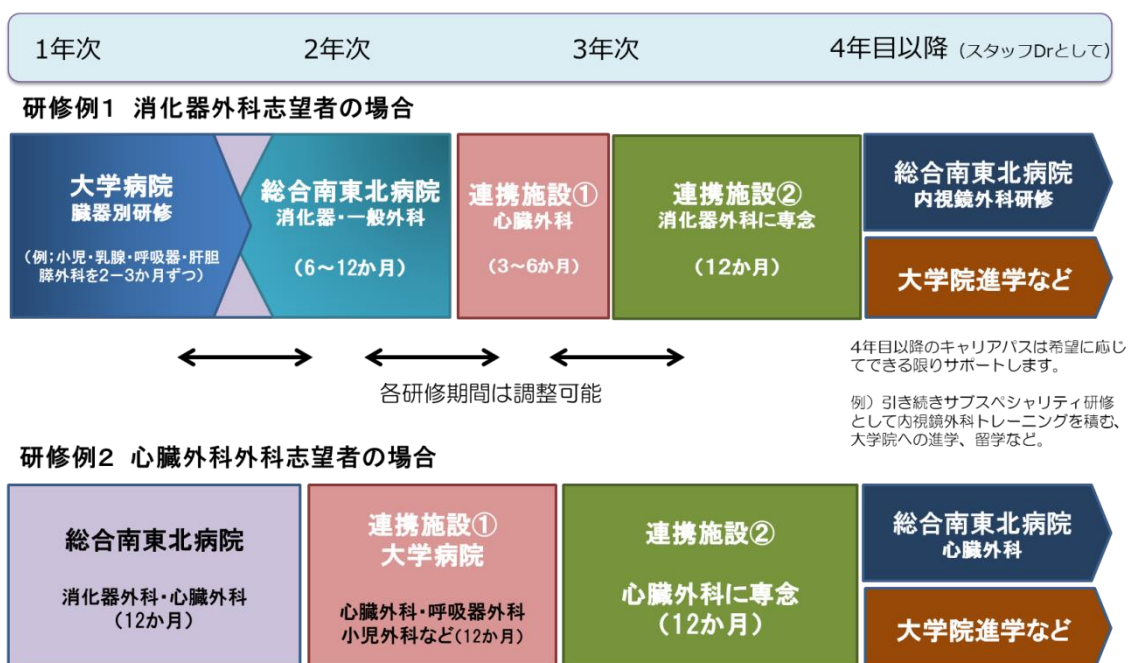 1年次
2年次
3年次
4年目以降（スタッフDrとして）
研修例1 消化器外科志望者の場合
大学病院
臓器別研修
（例；小児・乳腺・呼吸器・肝胆
膵外科を2－3か月ずつ）
総合南東北病院
消化器・一般外科
（6～12か月）
連携施設①
心臓外科
（3～6か月）
連携施設②
消化器外科に専念
（12か月）
総合南東北病院
内視鏡外科研修
大学院進学など
各研修期間は調整可能
4年目以降のキャリアパスは希望に応じ
てできる限りサポートします。
例）引き続きサブスペシャリティ研修
として内視鏡外科トレーニングを積む、
大学院への進学、留学など。
研修例2 心臓外科外科志望者の場合
総合南東北病院
消化器外科・心臓外科
（12か月）
連携施設①
大学病院
心臓外科・呼吸器外科
小児外科など（12か月）
連携施設②
心臓外科に専念
（12か月）
総合南東北病院
心臓外科
大学院進学など